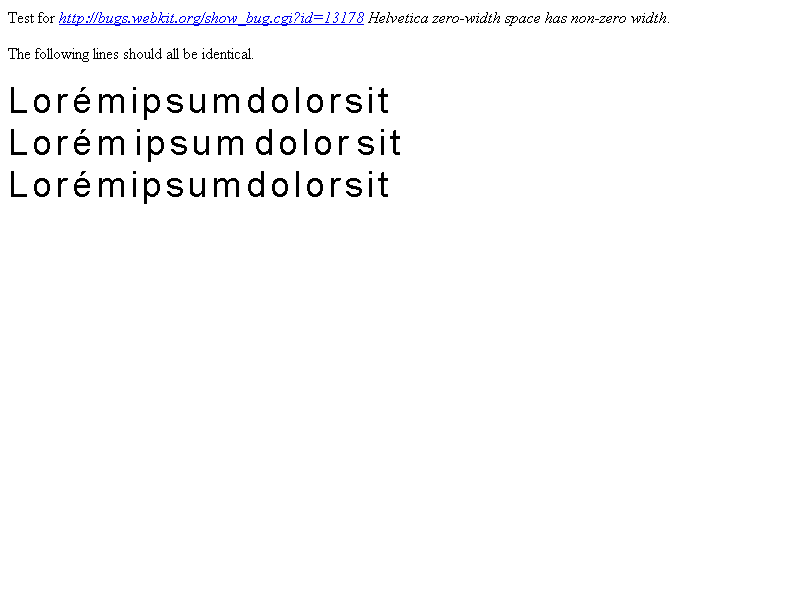 Test for http://bugs.webkit.org/show_bug.cgi?id=13178 Helvetica zero-width space has non-zero width.
The following lines should all be identical.
Lorémipsumdolorsit
Lorém ipsum dolor sit
Lorémipsumdolorsit